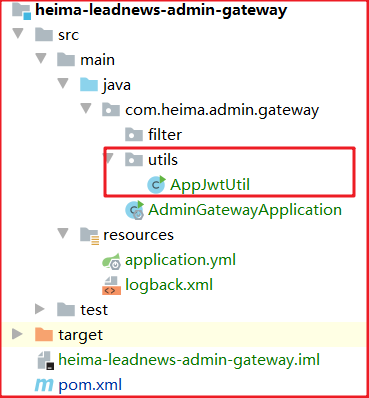 heima-leadnews-admin-gateway
src
main
java
com.heima.admin.gateway
filter
utils
AppJwtUtil
AdminGatewayApplication
resources
application.yml
logback.xml
test
target
heima-leadnews-admin-gateway.iml
pom.xml